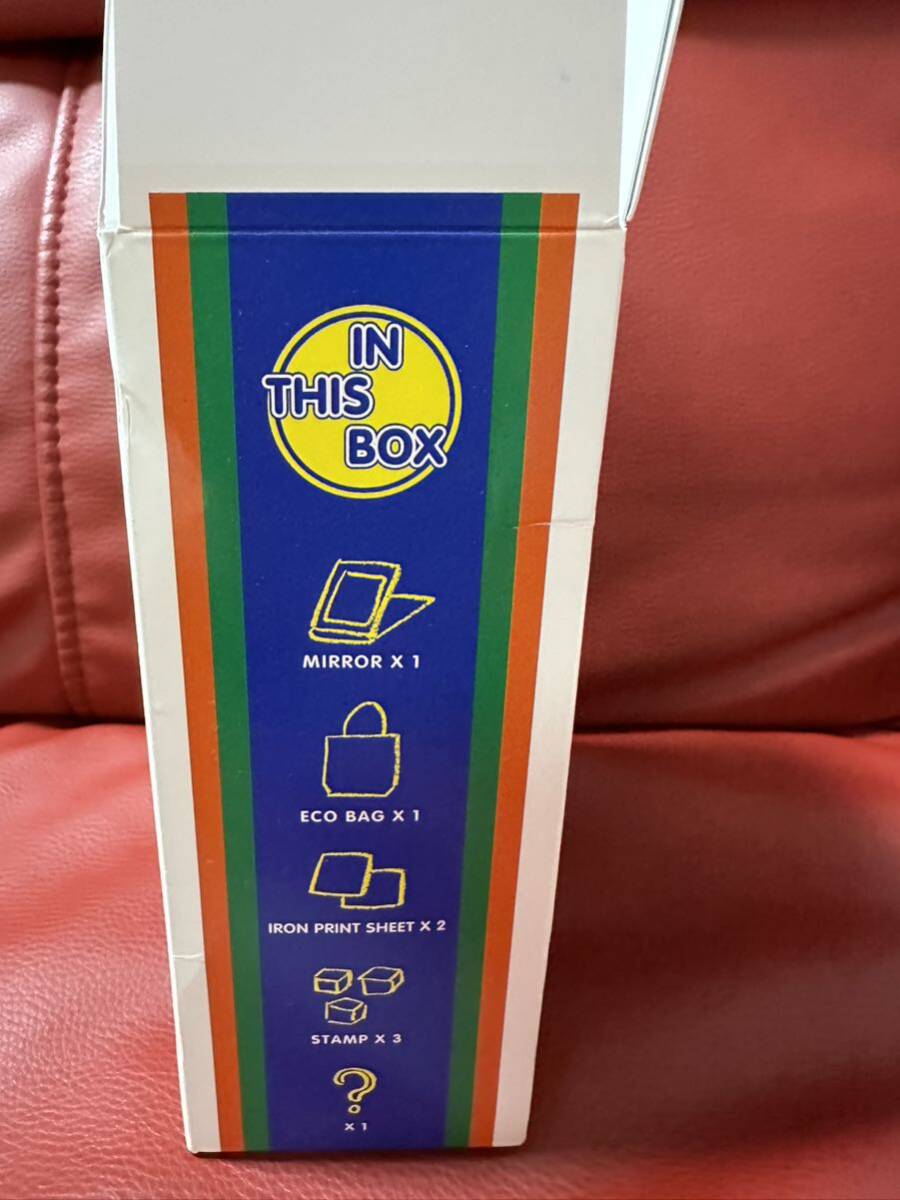 IN
THIS
BOX
MIRROR X 1
ECO BAG X 1
IRON PRINT SHEET X 2
STAMP X 3
?
X 1